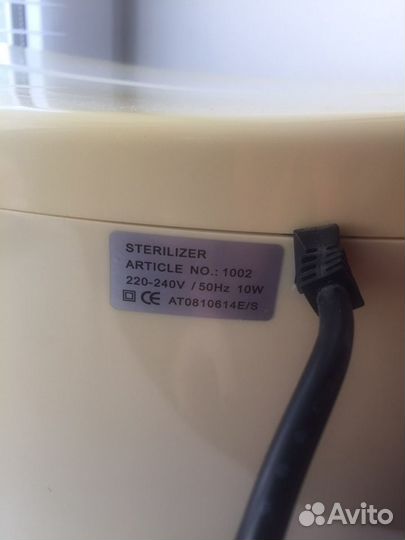 STERILIZER
ARTICLE NO.: 1002
220-240V / 50Hz 10W
CE AT0810614E/S
Avito